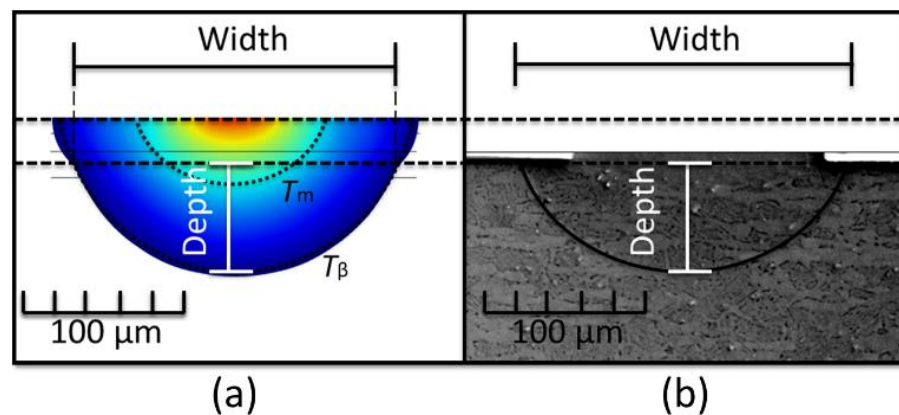 Width
Width
Depth
Depth
Tm
Tβ
100 µm
100 µm
(a)
(b)